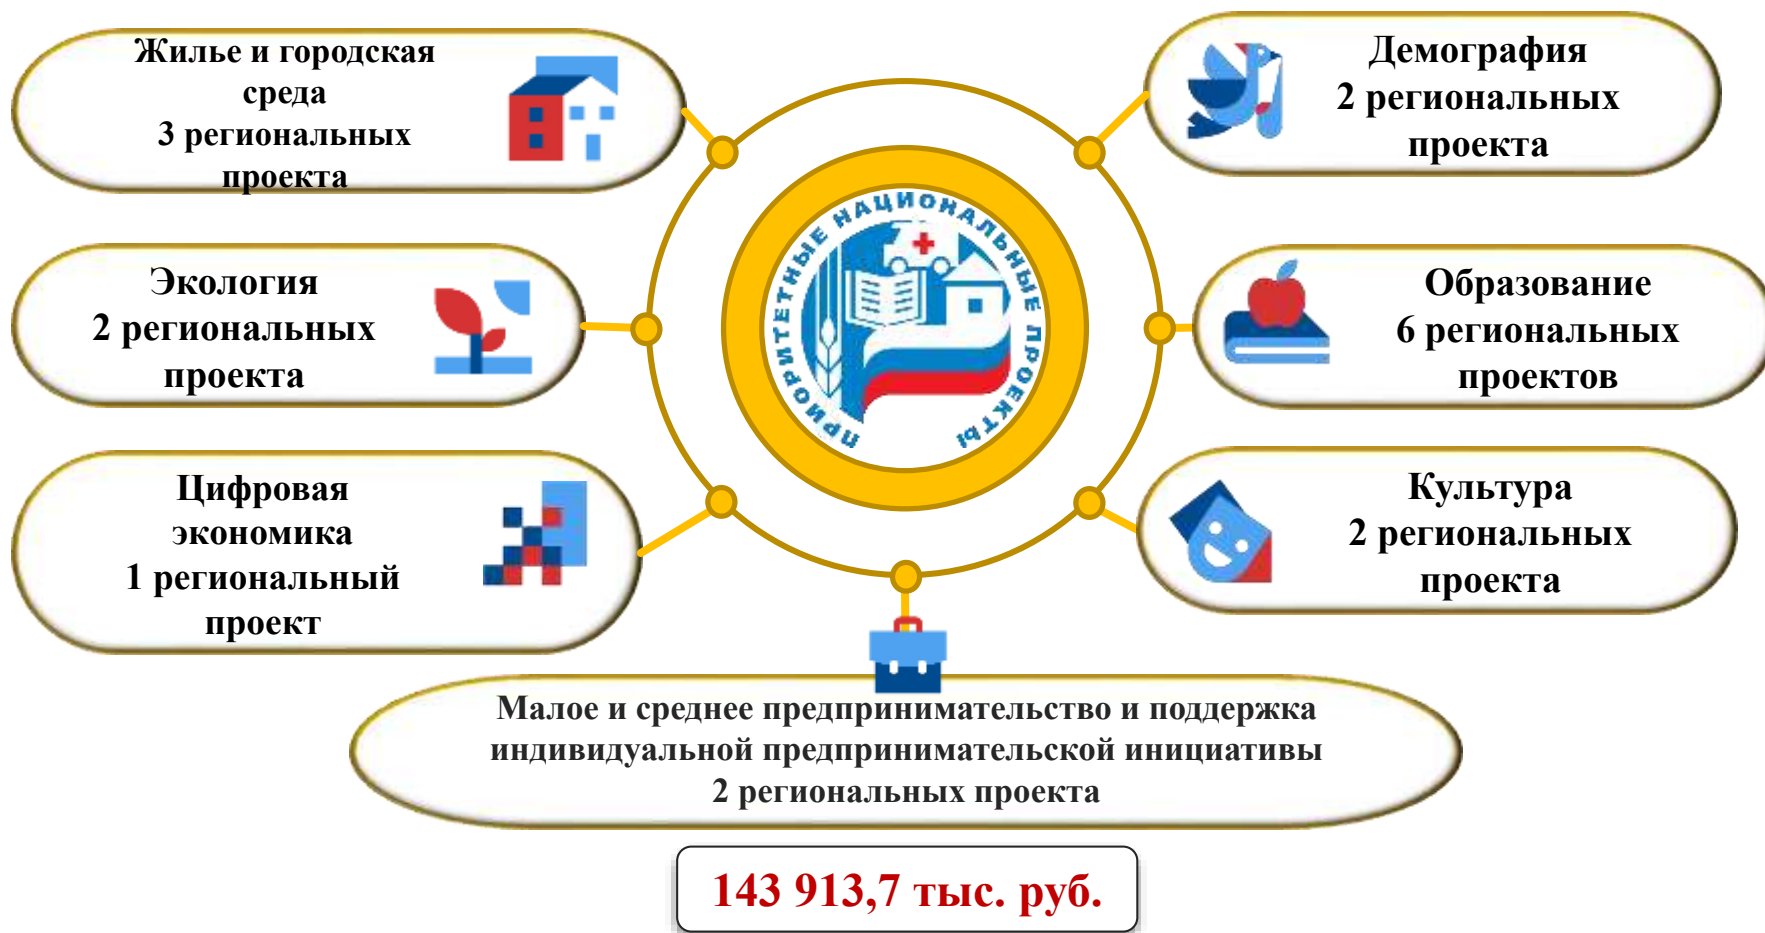 Жилье и городская
среда
3 региональных
проекта
Демография
2 региональных
проекта
ПРИОРИТЕТНЫЕ НАЦИОНАЛЬНЫЕ ПРОЕКТЫ
Экология
2 региональных
проекта
Образование
6 региональных
проектов
Цифровая
экономика
1 региональный
проект
Культура
2 региональных
проекта
Малое и среднее предпринимательство и поддержка
индивидуальной предпринимательской инициативы
2 региональных проекта
143 913,7 тыс. руб.